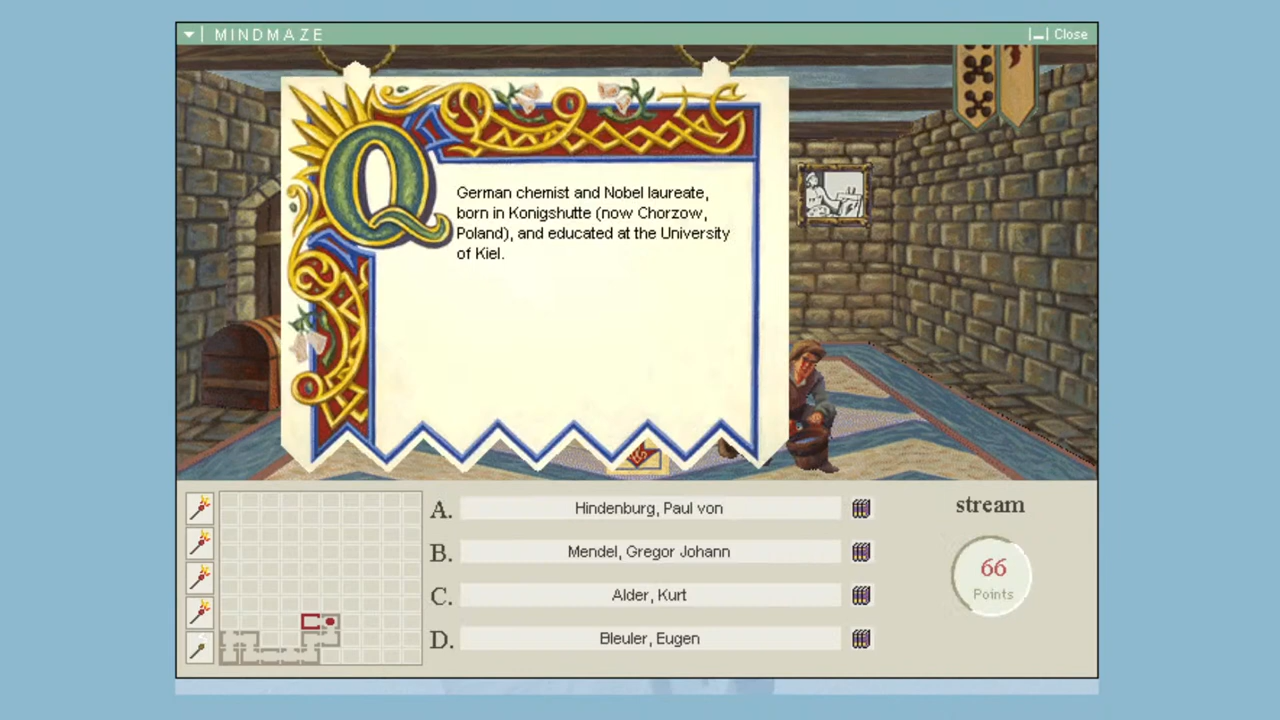 MINDMAZE
Close
Q
German chemist and Nobel laureate,
born in Konigshutte (now Chorzow,
Poland), and educated at the University
of Kiel.
A. Hindenburg, Paul von
B. Mendel, Gregor Johann
C. Alder, Kurt
D. Bleuler, Eugen
stream
66
Points